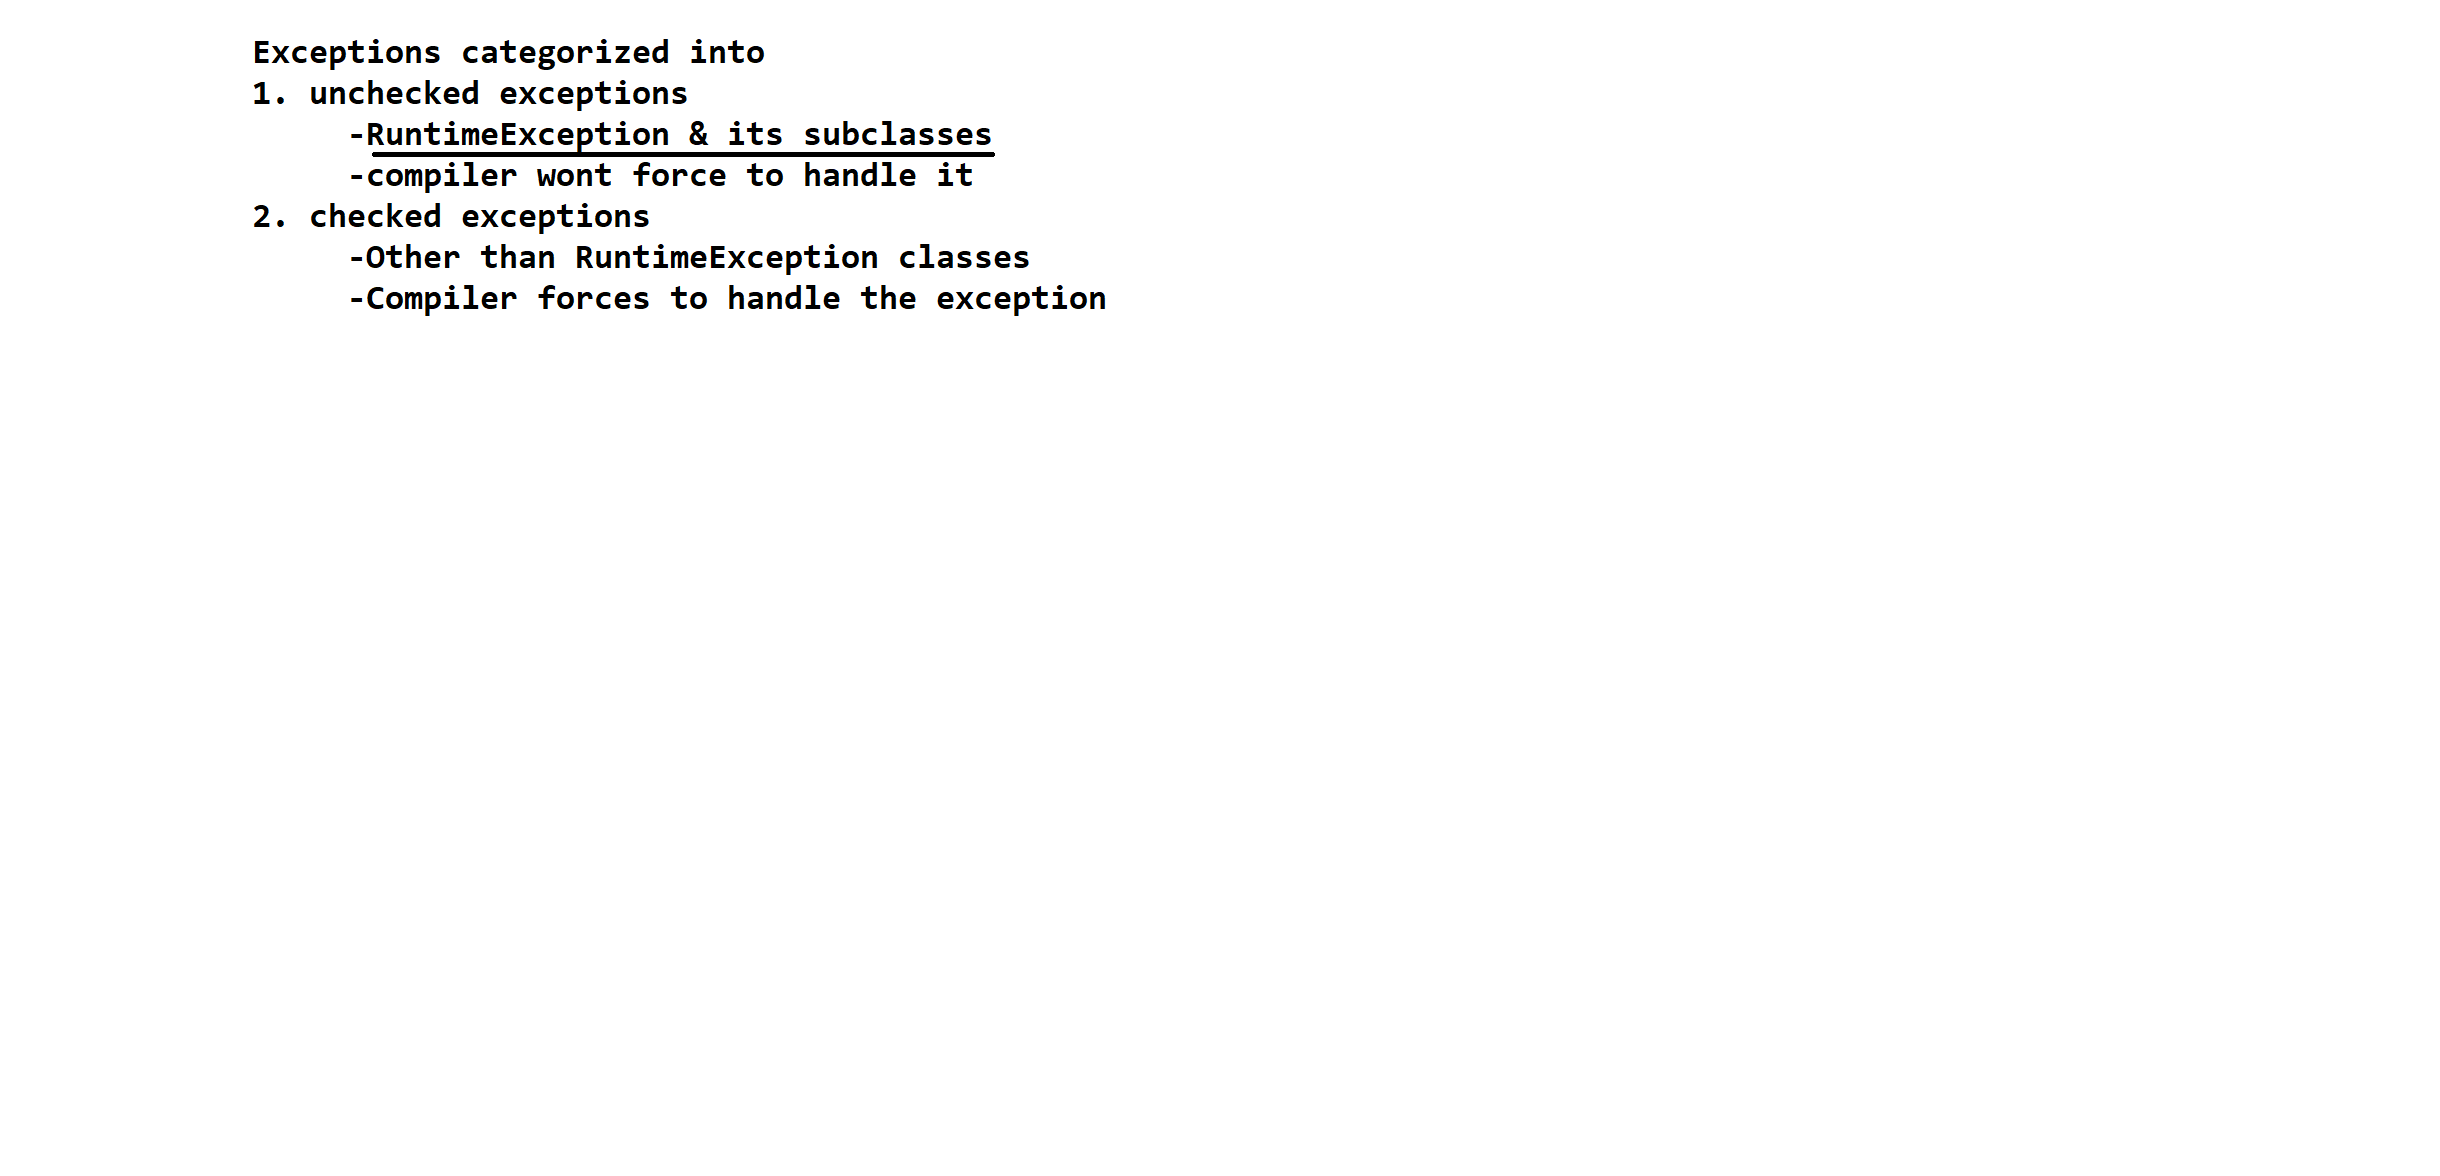 Exceptions categorized into
1. unchecked exceptions
-RuntimeException & its subclasses
-compiler wont force to handle it
2. checked exceptions
-Other than RuntimeException classes
-Compiler forces to handle the exception